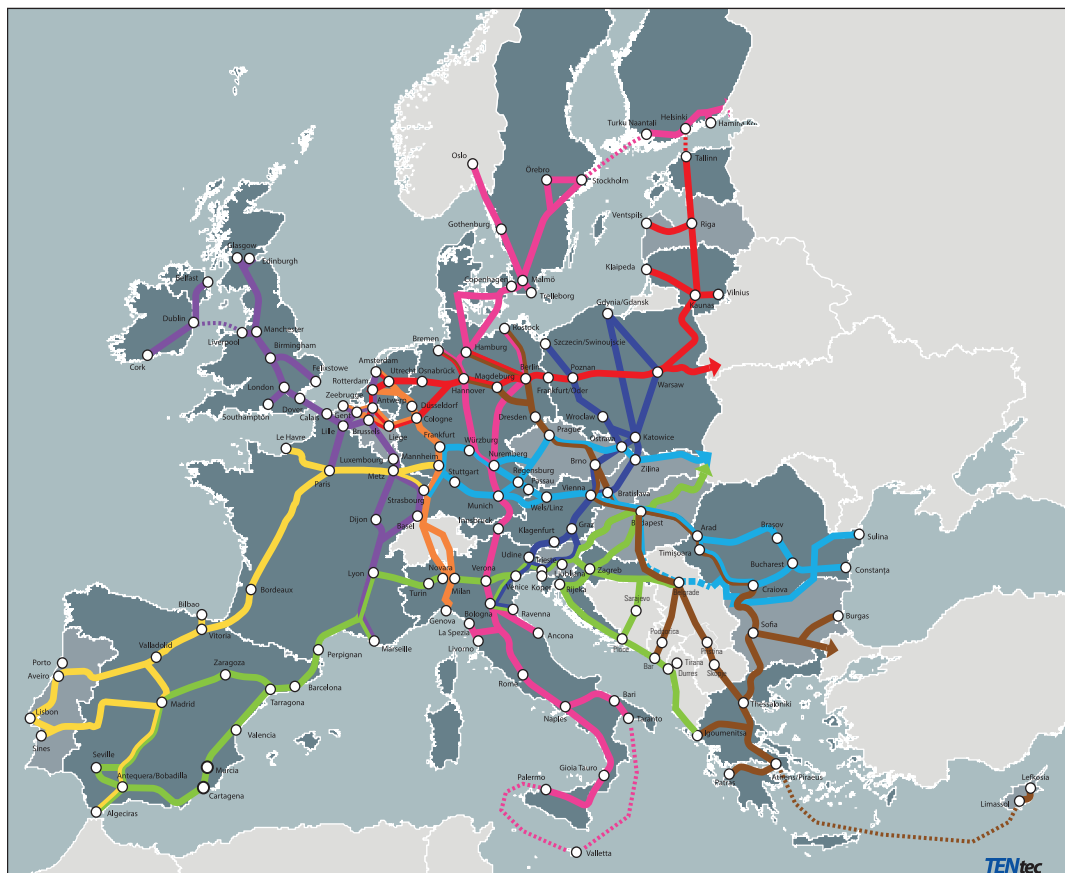 Oslo
Örebro
Stockholm
Turku Naantali
Helsinki
Tallinn
Gothenburg
Ventspils
Riga
Klaipeda
Vilnius
Kaunas
Glasgow
Edinburgh
Belfast
Copenhagen
Malmö
Trelleborg
Gdynia/Gdansk
Dublin
Liverpool
Manchester
Cork
Birmingham
Felixstowe
Bremen
Hamburg
Rostock
Szczecin/Swinoujscie
London
Southampton
Dover
Calais
Amsterdam
Rotterdam
Zeebrugge
Utrecht
Osnabrück
Hannover
Magdeburg
Berlin
Frankfurt/Oder
Poznan
Warsaw
Gent
Antwerp
Düsseldorf
Cologne
Dresden
Wroclaw
Lille
Brussels
Liège
Frankfurt
Würzburg
Prague
Ostrava
Katowice
Le Havre
Luxembourg
Mannheim
Nuremberg
Brno
Zilina
Paris
Metz
Stuttgart
Regensburg
Passau
Strasbourg
Munich
Wels/Linz
Vienna
Bratislava
Dijon
Basel
Innsbruck
Klagenfurt
Graz
Budapest
Arad
Braşov
Sulina
Udine
Trieste
Timişoara
Lyon
Novara
Verona
Ljubljana
Zagreb
Bucharest
Constanţa
Turin
Milan
Venice
Koper
Rijeka
Belgrade
Craiova
Bordeaux
Genova
Bologna
Ravenna
Sarajevo
Bilbao
Vitoria
La Spezia
Livorno
Ancona
Sofia
Burgas
Marseille
Ploce
Podgorica
Pristina
Porto
Valladolid
Zaragoza
Perpignan
Bar
Tirana
Skopje
Durres
Aveiro
Roma
Barcelona
Tarragona
Madrid
Bari
Thessaloniki
Lisbon
Naples
Taranto
Sines
Valencia
Igoumenitsa
Seville
Murcia
Antequera/Bobadilla
Cartagena
Gioia Tauro
Palermo
Patras
Athens/Piraeus
Lefkosia
Limassol
Algeciras
Valletta
TENtec